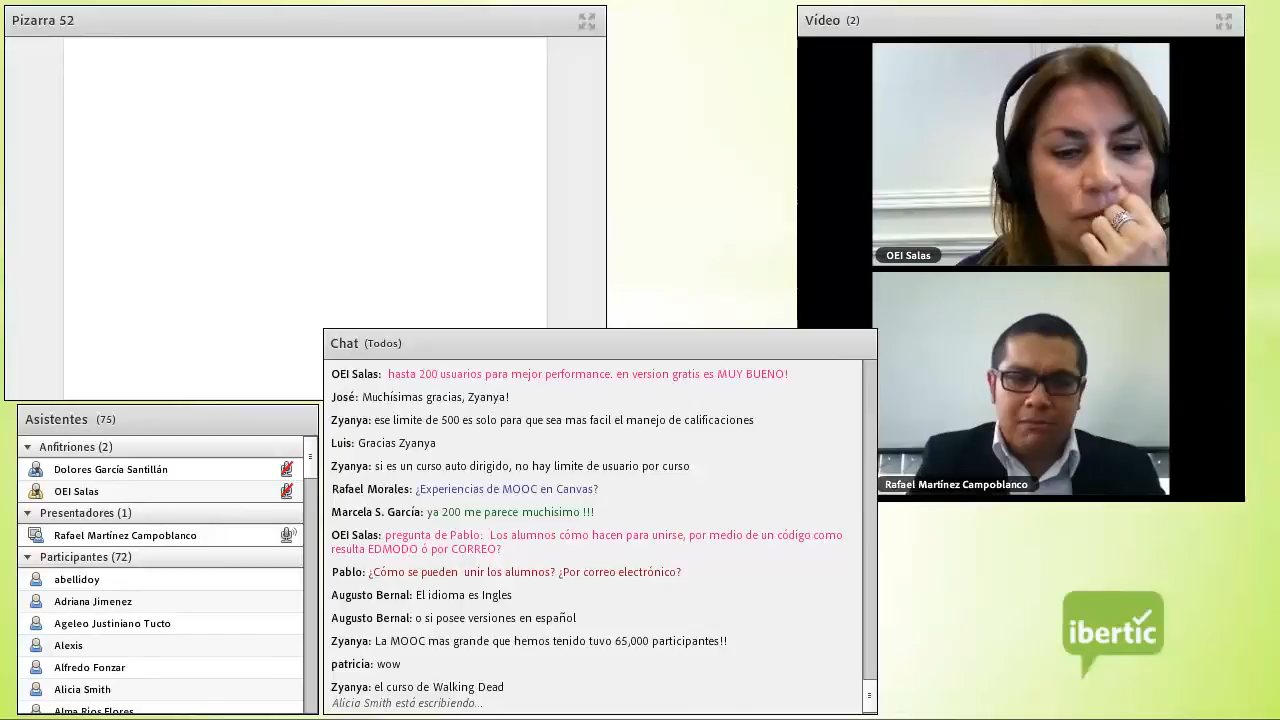 Pizarra 52
Vídeo (2)
OEI Salas
Rafael Martínez Campoblanco
Asistentes (75)
Anfitriones (2)
Dolores García Santillán
OEI Salas
Presentadores (1)
Rafael Martínez Campoblanco
Participantes (72)
abellidoy
Adriana Jimenez
Ageleo Justiniano Tucto
Alexis
Alfredo Fonzar
Alicia Smith
Alma Rios Flores
Chat (Todos)
OEI Salas: hasta 200 usuarios para mejor performance. en version gratis es MUY BUENO!
José: Muchísimas gracias, Zyanya!
Zyanya: ese limite de 500 es solo para que sea mas facil el manejo de calificaciones
Luis: Gracias Zyanya
Zyanya: si es un curso auto dirigido, no hay limite de usuario por curso
Rafael Morales: ¿Experiencias de MOOC en Canvas?
Marcela S. García: ya 200 me parece muchisimo !!!
OEI Salas: pregunta de Pablo: Los alumnos cómo hacen para unirse, por medio de un código como
resulta EDMODO ó por CORREO?
Pablo: ¿Cómo se pueden unir los alumnos? ¿Por correo electrónico?
Augusto Bernal: El idioma es Ingles
Augusto Bernal: o si posee versiones en español
Zyanya: La MOOC mas grande que hemos tenido tuvo 65,000 participantes!!
patricia: wow
Zyanya: el curso de Walking Dead
Alicia Smith está escribiendo...
ibertic